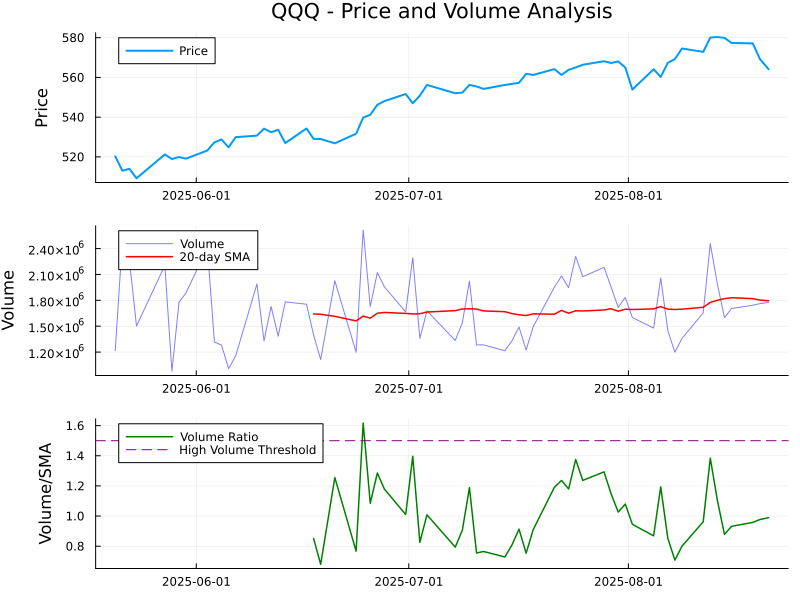 QQQ - Price and Volume Analysis
Price
580
560
540
520
Price
2025-06-01
2025-07-01
2025-08-01
Volume
20-day SMA
2.40×10⁶
2.10×10⁶
1.80×10⁶
1.50×10⁶
1.20×10⁶
Volume
2025-06-01
2025-07-01
2025-08-01
Volume Ratio
High Volume Threshold
1.6
1.4
1.2
1.0
0.8
Volume/SMA
2025-06-01
2025-07-01
2025-08-01